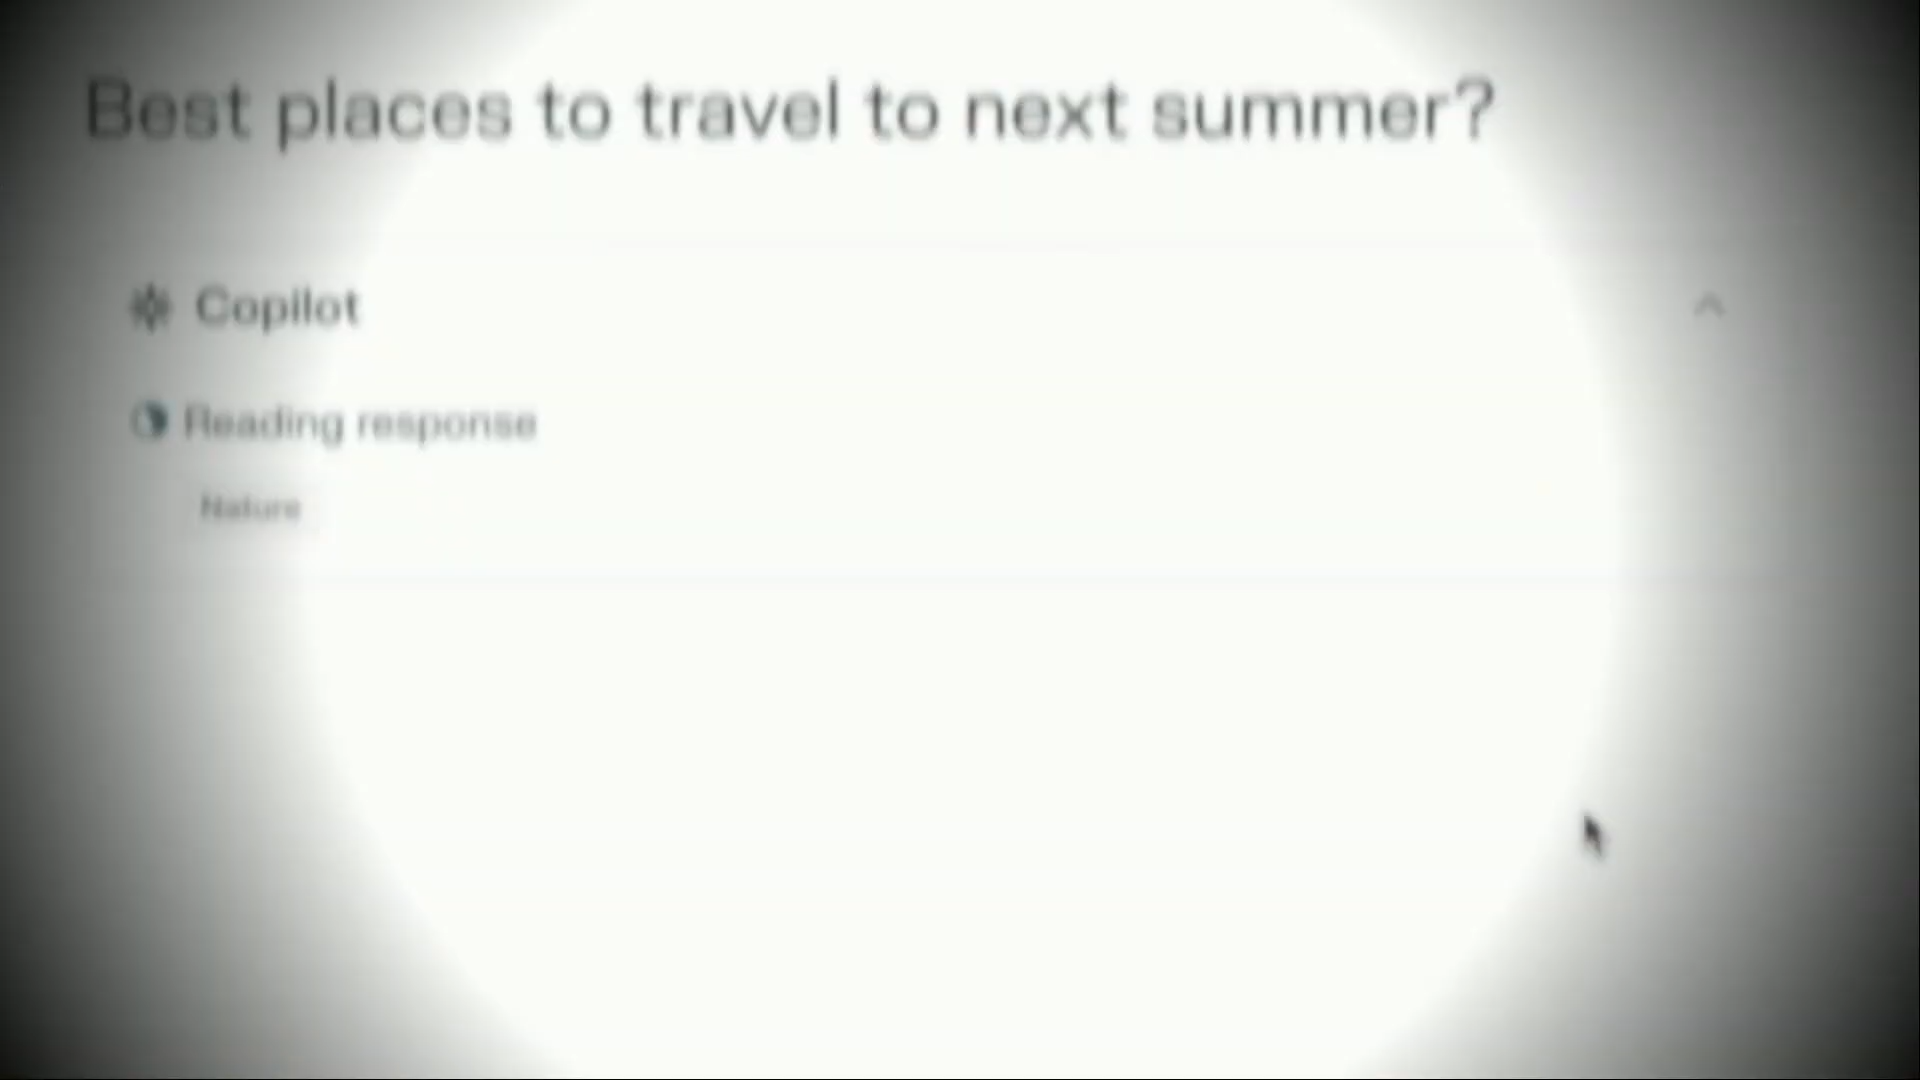 Best places to travel to next summer?
Copilot
Reading response
Nature